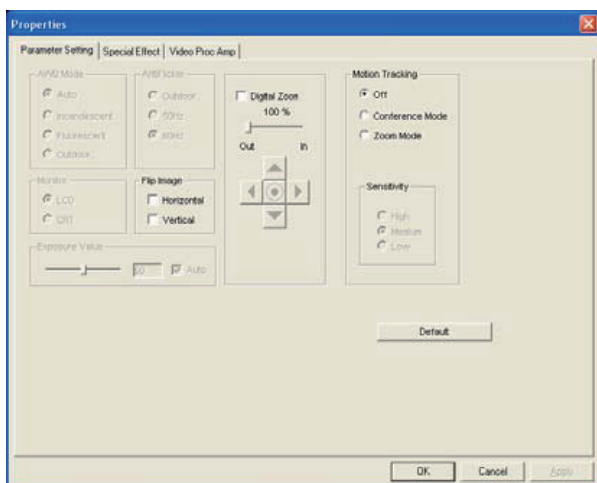 Properties
Parameter Setting
Special Effect
Video Proc Amp
AWB Mode
Auto
Incandescent
Fluorescent
Outdoor
AntiFlicker
Outdoor
50Hz
60Hz
Digital Zoom
100 %
Out
In
Motion Tracking
Off
Conference Mode
Zoom Mode
Monitor
LCD
CRT
Flip Image
Horizontal
Vertical
Sensitivity
High
Medium
Low
Exposure Value
Auto
Default
OK
Cancel
Apply